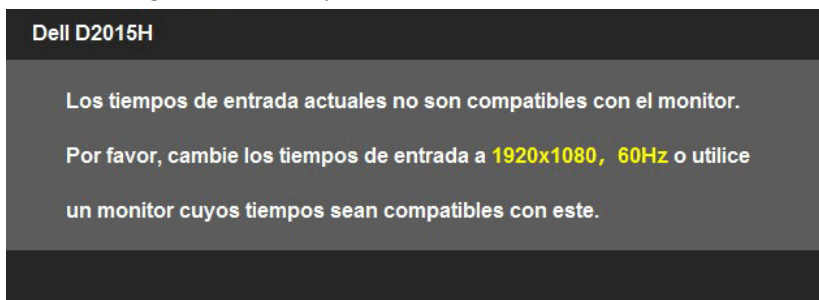 Dell D2015H
Los tiempos de entrada actuales no son compatibles con el monitor.
Por favor, cambie los tiempos de entrada a 1920x1080, 60Hz o utilice
un monitor cuyos tiempos sean compatibles con este.